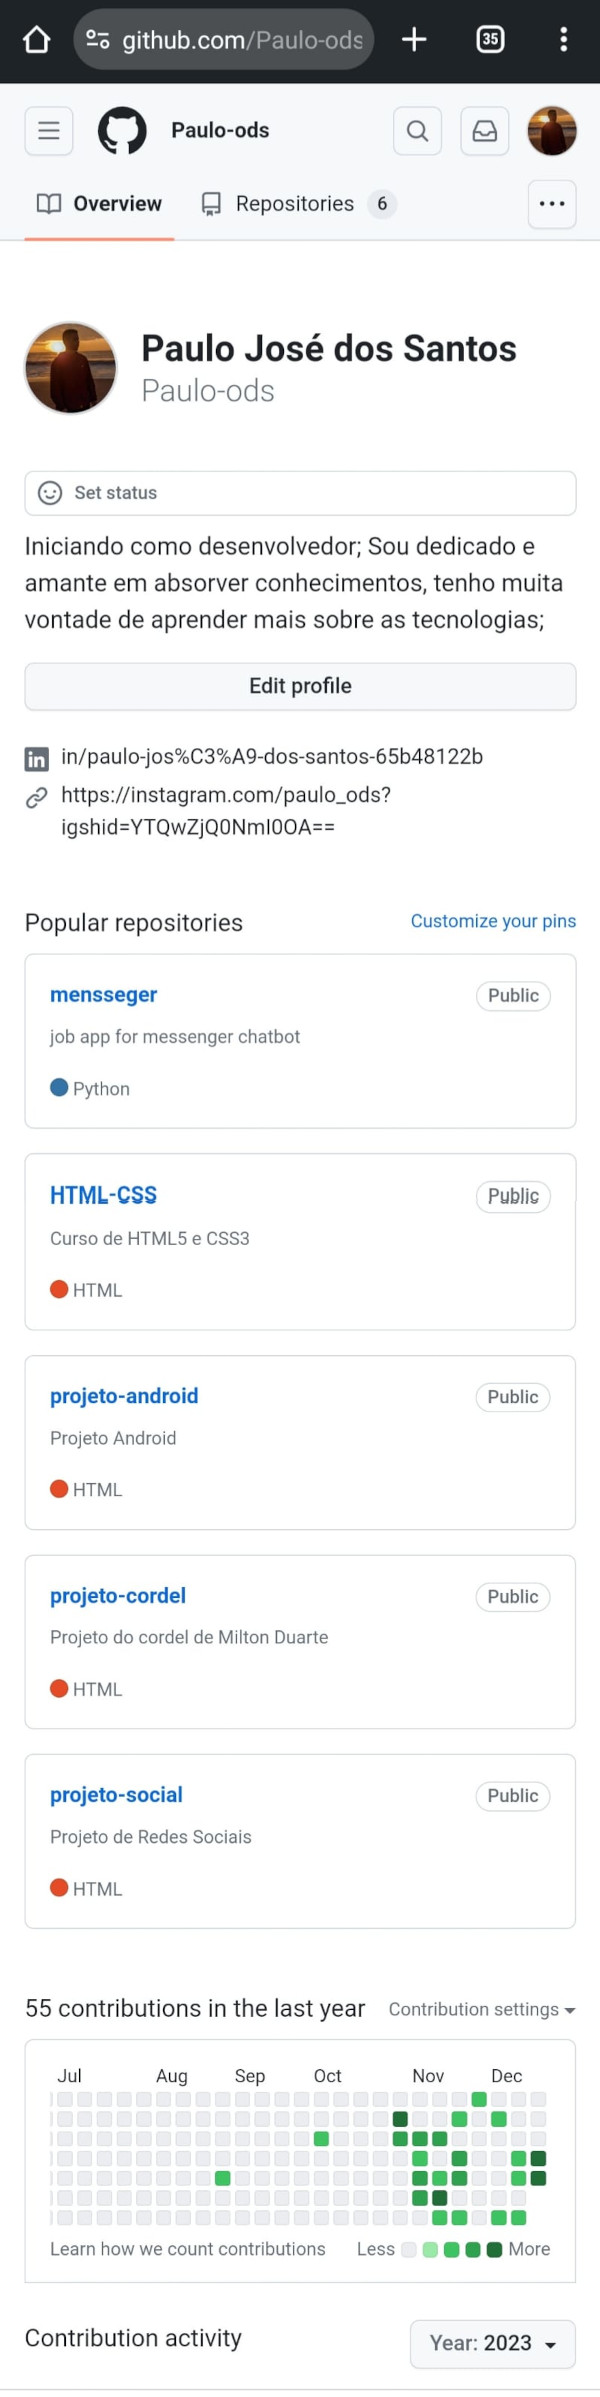 github.com/Paulo-ods
35
Paulo-ods
Overview
Repositories 6
Paulo José dos Santos
Paulo-ods
Set status
Iniciando como desenvolvedor; Sou dedicado e
amante em absorver conhecimentos, tenho muita
vontade de aprender mais sobre as tecnologias;
Edit profile
in/paulo-jos%C3%A9-dos-santos-65b48122b
https://instagram.com/paulo_ods?
igshid=YTQwZjQ0NmI0OA==
Popular repositories
Customize your pins
mensseger
Public
job app for messenger chatbot
Python
HTML-CSS
Public
Curso de HTML5 e CSS3
HTML
projeto-android
Public
Projeto Android
HTML
projeto-cordel
Public
Projeto do cordel de Milton Duarte
HTML
projeto-social
Public
Projeto de Redes Sociais
HTML
55 contributions in the last year
Contribution settings
Jul Aug Sep Oct Nov Dec
Learn how we count contributions
Less
More
Contribution activity
Year: 2023